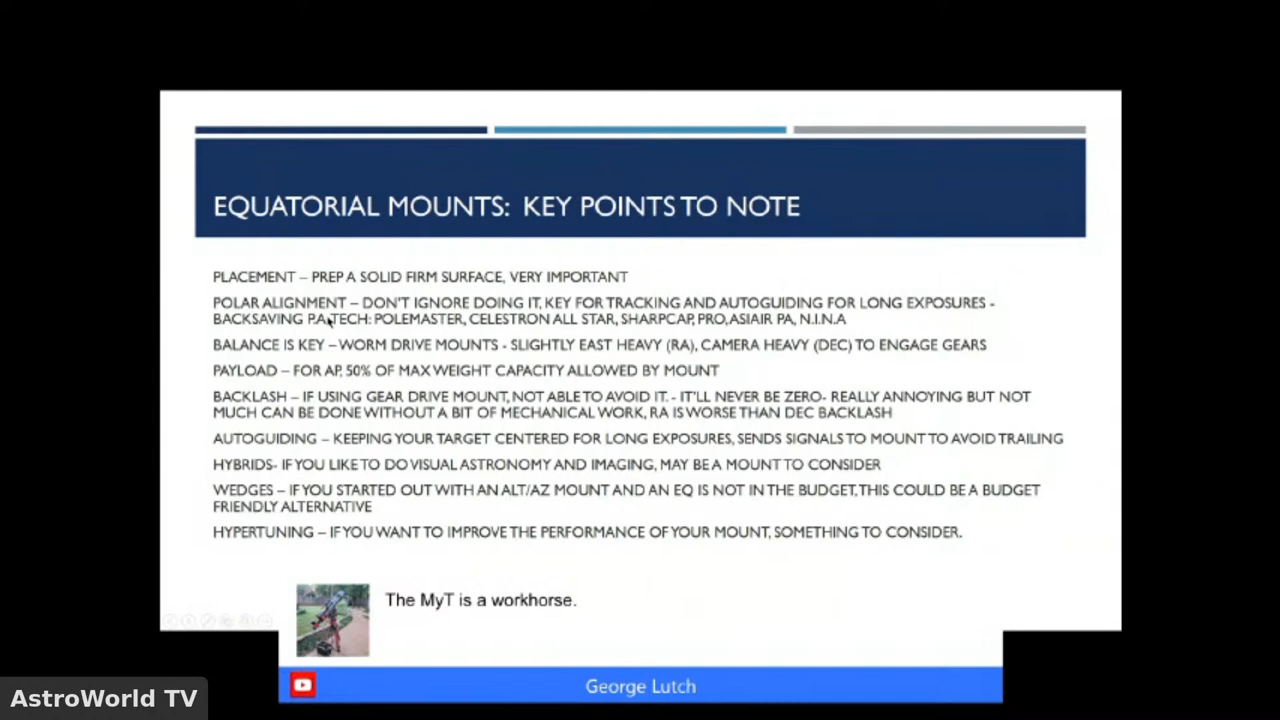 EQUATORIAL MOUNTS: KEY POINTS TO NOTE
PLACEMENT – PREP A SOLID FIRM SURFACE, VERY IMPORTANT
POLAR ALIGNMENT – DON'T IGNORE DOING IT, KEY FOR TRACKING AND AUTOGUIDING FOR LONG EXPOSURES -
BACKSAVING P.A.TECH: POLEMASTER, CELESTRON ALL STAR, SHARPCAP, PRO, ASIAIR PA, N.I.N.A
BALANCE IS KEY – WORM DRIVE MOUNTS - SLIGHTLY EAST HEAVY (RA), CAMERA HEAVY (DEC) TO ENGAGE GEARS
PAYLOAD – FOR AP, 50% OF MAX WEIGHT CAPACITY ALLOWED BY MOUNT
BACKLASH – IF USING GEAR DRIVE MOUNT, NOT ABLE TO AVOID IT. - IT'LL NEVER BE ZERO- REALLY ANNOYING BUT NOT
MUCH CAN BE DONE WITHOUT A BIT OF MECHANICAL WORK, RA IS WORSE THAN DEC BACKLASH
AUTOGUIDING – KEEPING YOUR TARGET CENTERED FOR LONG EXPOSURES, SENDS SIGNALS TO MOUNT TO AVOID TRAILING
HYBRIDS- IF YOU LIKE TO DO VISUAL ASTRONOMY AND IMAGING, MAY BE A MOUNT TO CONSIDER
WEDGES – IF YOU STARTED OUT WITH AN ALT/AZ MOUNT AND AN EQ IS NOT IN THE BUDGET, THIS COULD BE A BUDGET
FRIENDLY ALTERNATIVE
HYPERTUNING – IF YOU WANT TO IMPROVE THE PERFORMANCE OF YOUR MOUNT, SOMETHING TO CONSIDER.
The MyT is a workhorse.
George Lutch
AstroWorld TV